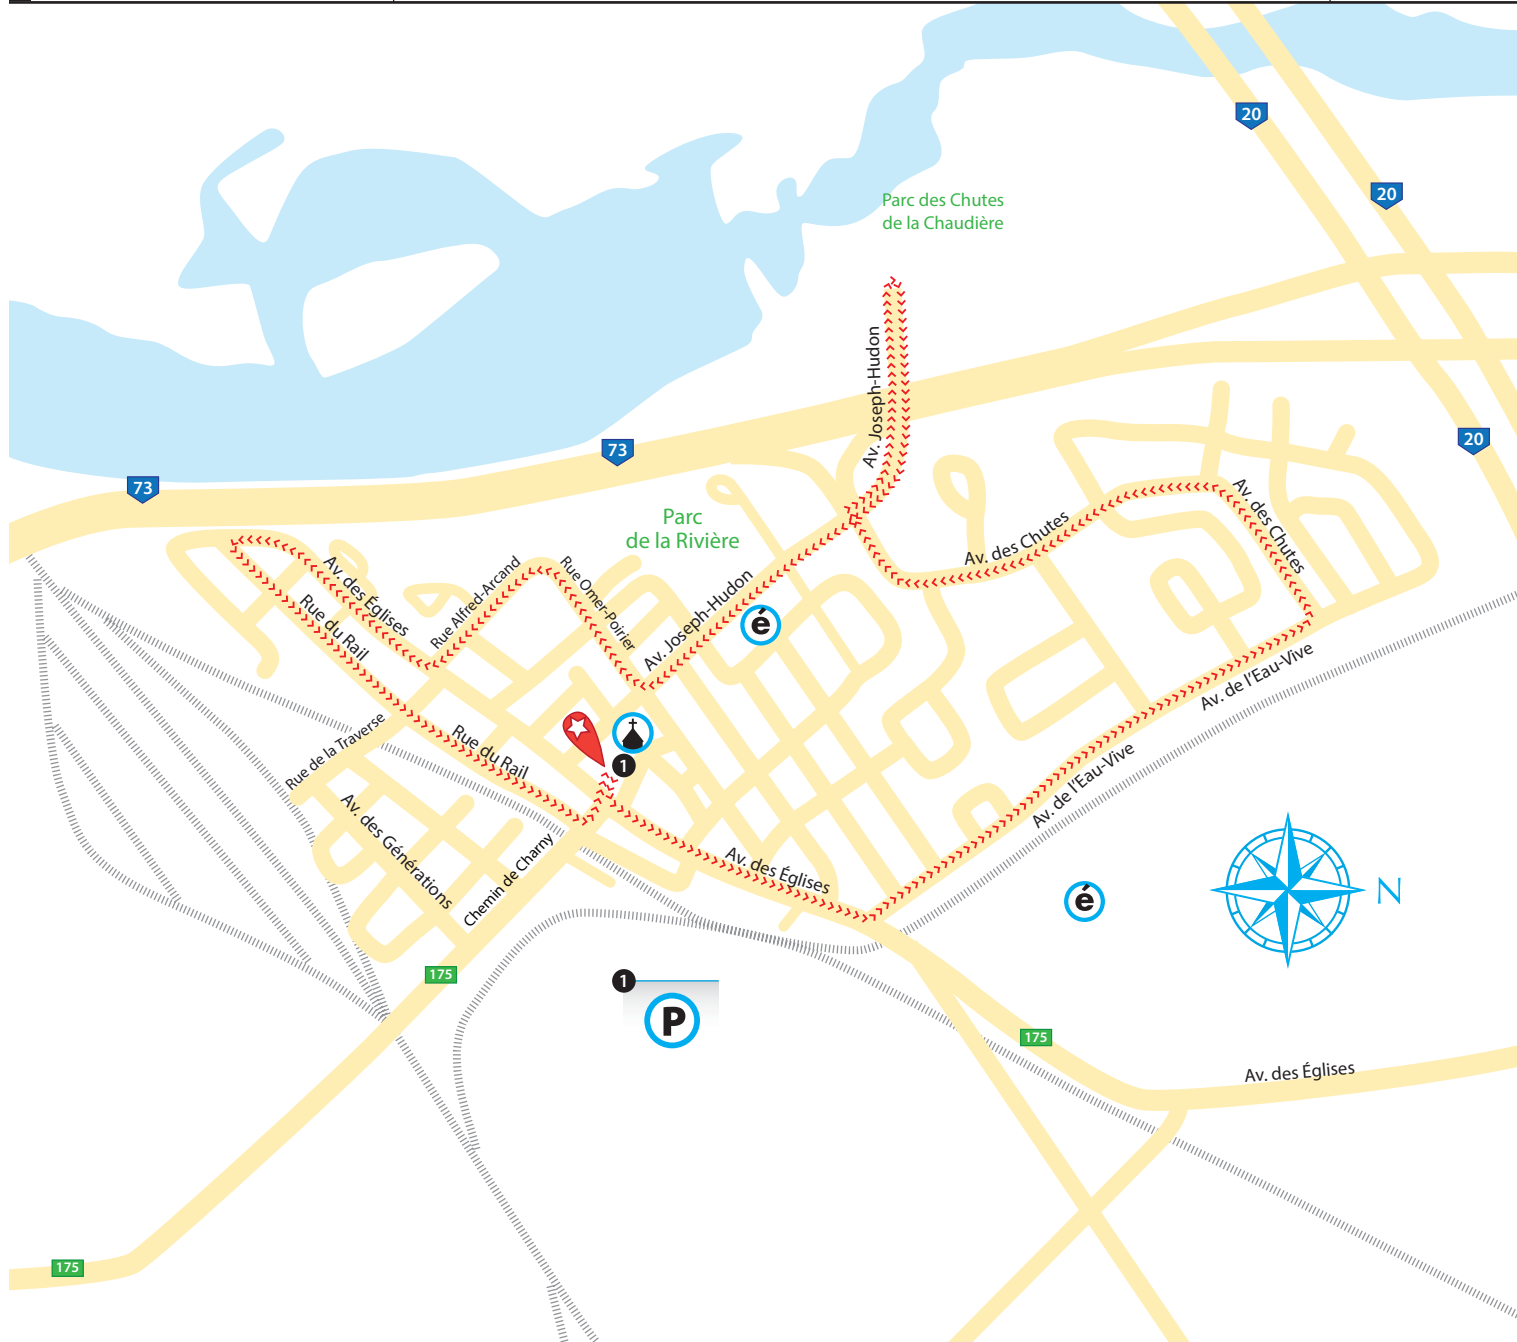 20
20
Parc des Chutes
de la Chaudière
Av. Joseph-Hudon
20
73
73
Av. des Chutes
Av. des Chutes
Parc
de la Rivière
Av. des Églises
Rue Alfred-Arcand
Rue Omer-Poirier
Av. Joseph-Hudon
é
Rue du Rail
Av. de l'Eau-Vive
Rue de la Traverse
Rue du Rail
1
Av. de l'Eau-Vive
Av. des Générations
Chemin de Charny
Av. des Églises
é
N
175
1
P
175
Av. des Églises
175